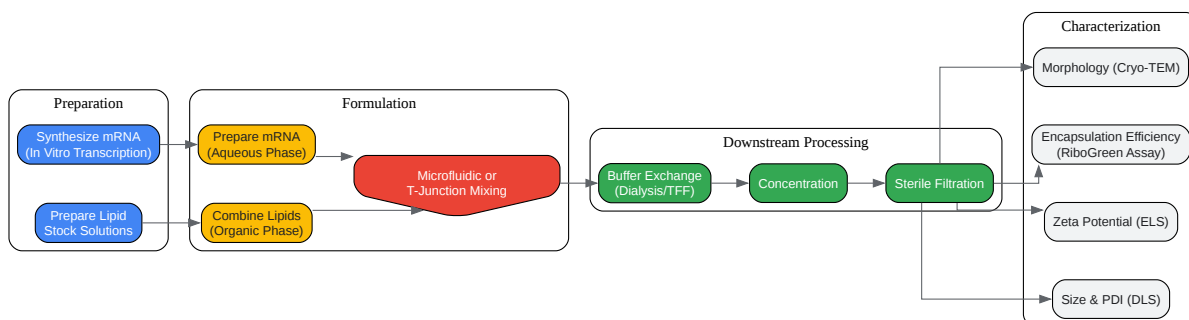 Preparation
Synthesize mRNA
(In Vitro Transcription)
Prepare Lipid
Stock Solutions
Formulation
Prepare mRNA
(Aqueous Phase)
Combine Lipids
(Organic Phase)
Microfluidic or
T-Junction Mixing
Downstream Processing
Buffer Exchange
(Dialysis/TFF)
Concentration
Sterile Filtration
Characterization
Morphology (Cryo-TEM)
Encapsulation Efficiency
(RiboGreen Assay)
Zeta Potential (ELS)
Size & PDI (DLS)